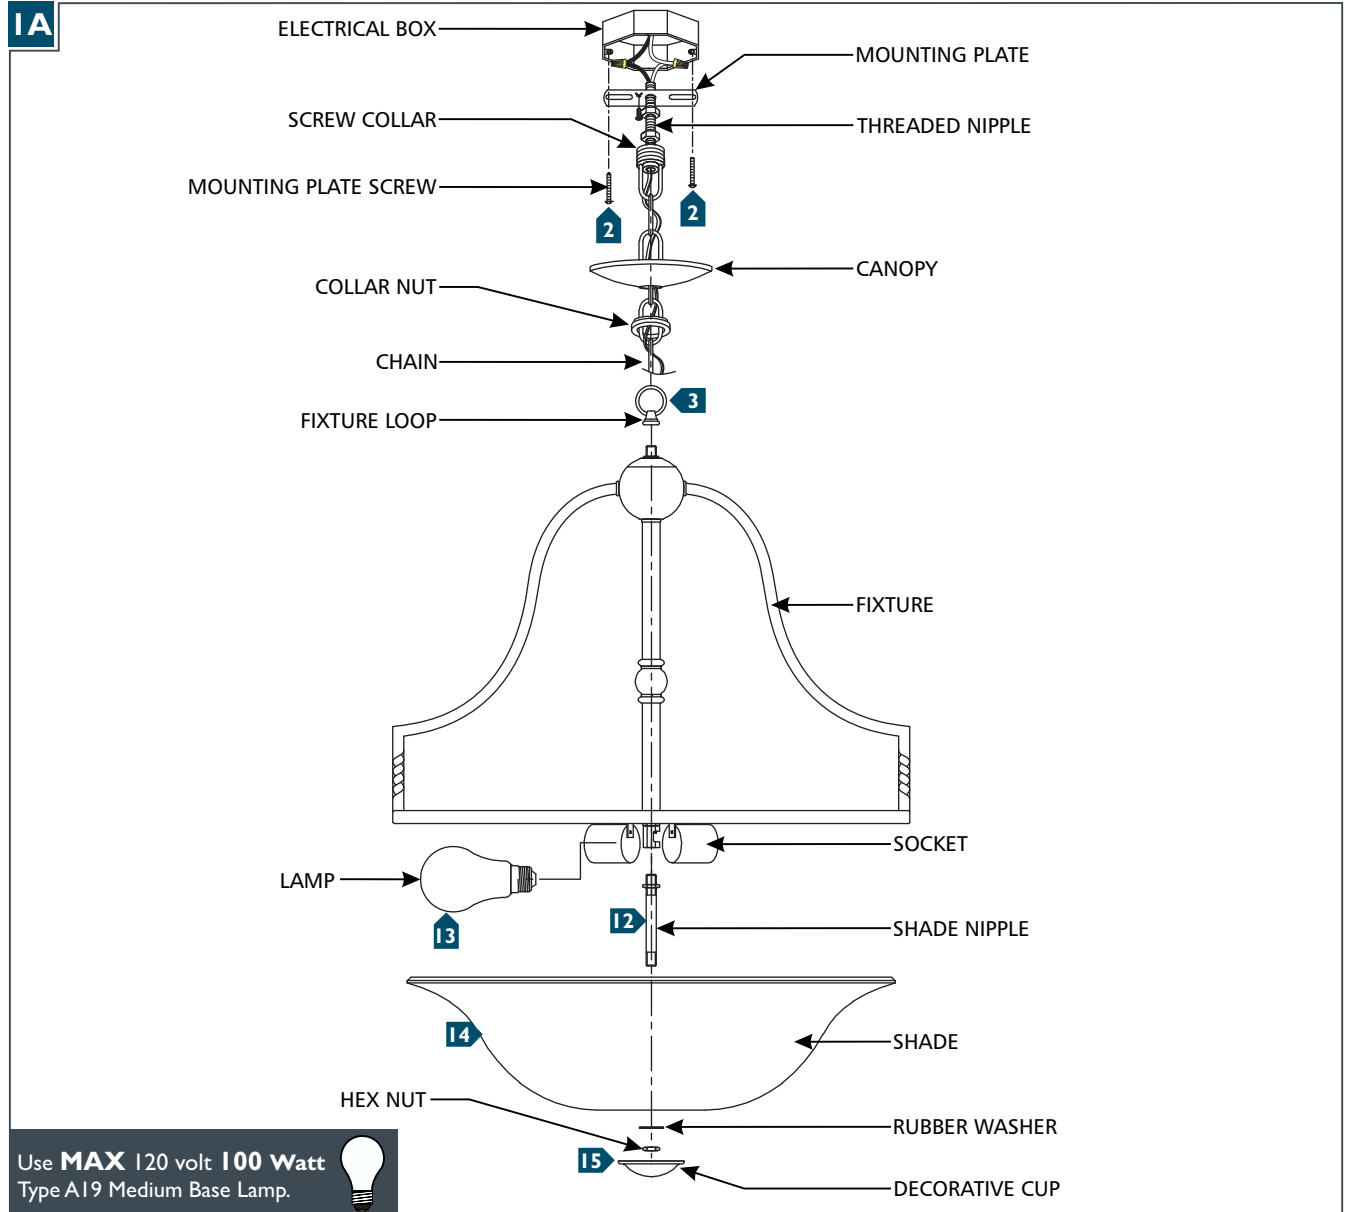 1A
ELECTRICAL BOX
MOUNTING PLATE
SCREW COLLAR
THREADED NIPPLE
MOUNTING PLATE SCREW
2
2
CANOPY
COLLAR NUT
CHAIN
3
FIXTURE LOOP
FIXTURE
SOCKET
LAMP
13
12
SHADE NIPPLE
14
SHADE
HEX NUT
RUBBER WASHER
15
DECORATIVE CUP
Use MAX 120 volt 100 Watt
Type A19 Medium Base Lamp.